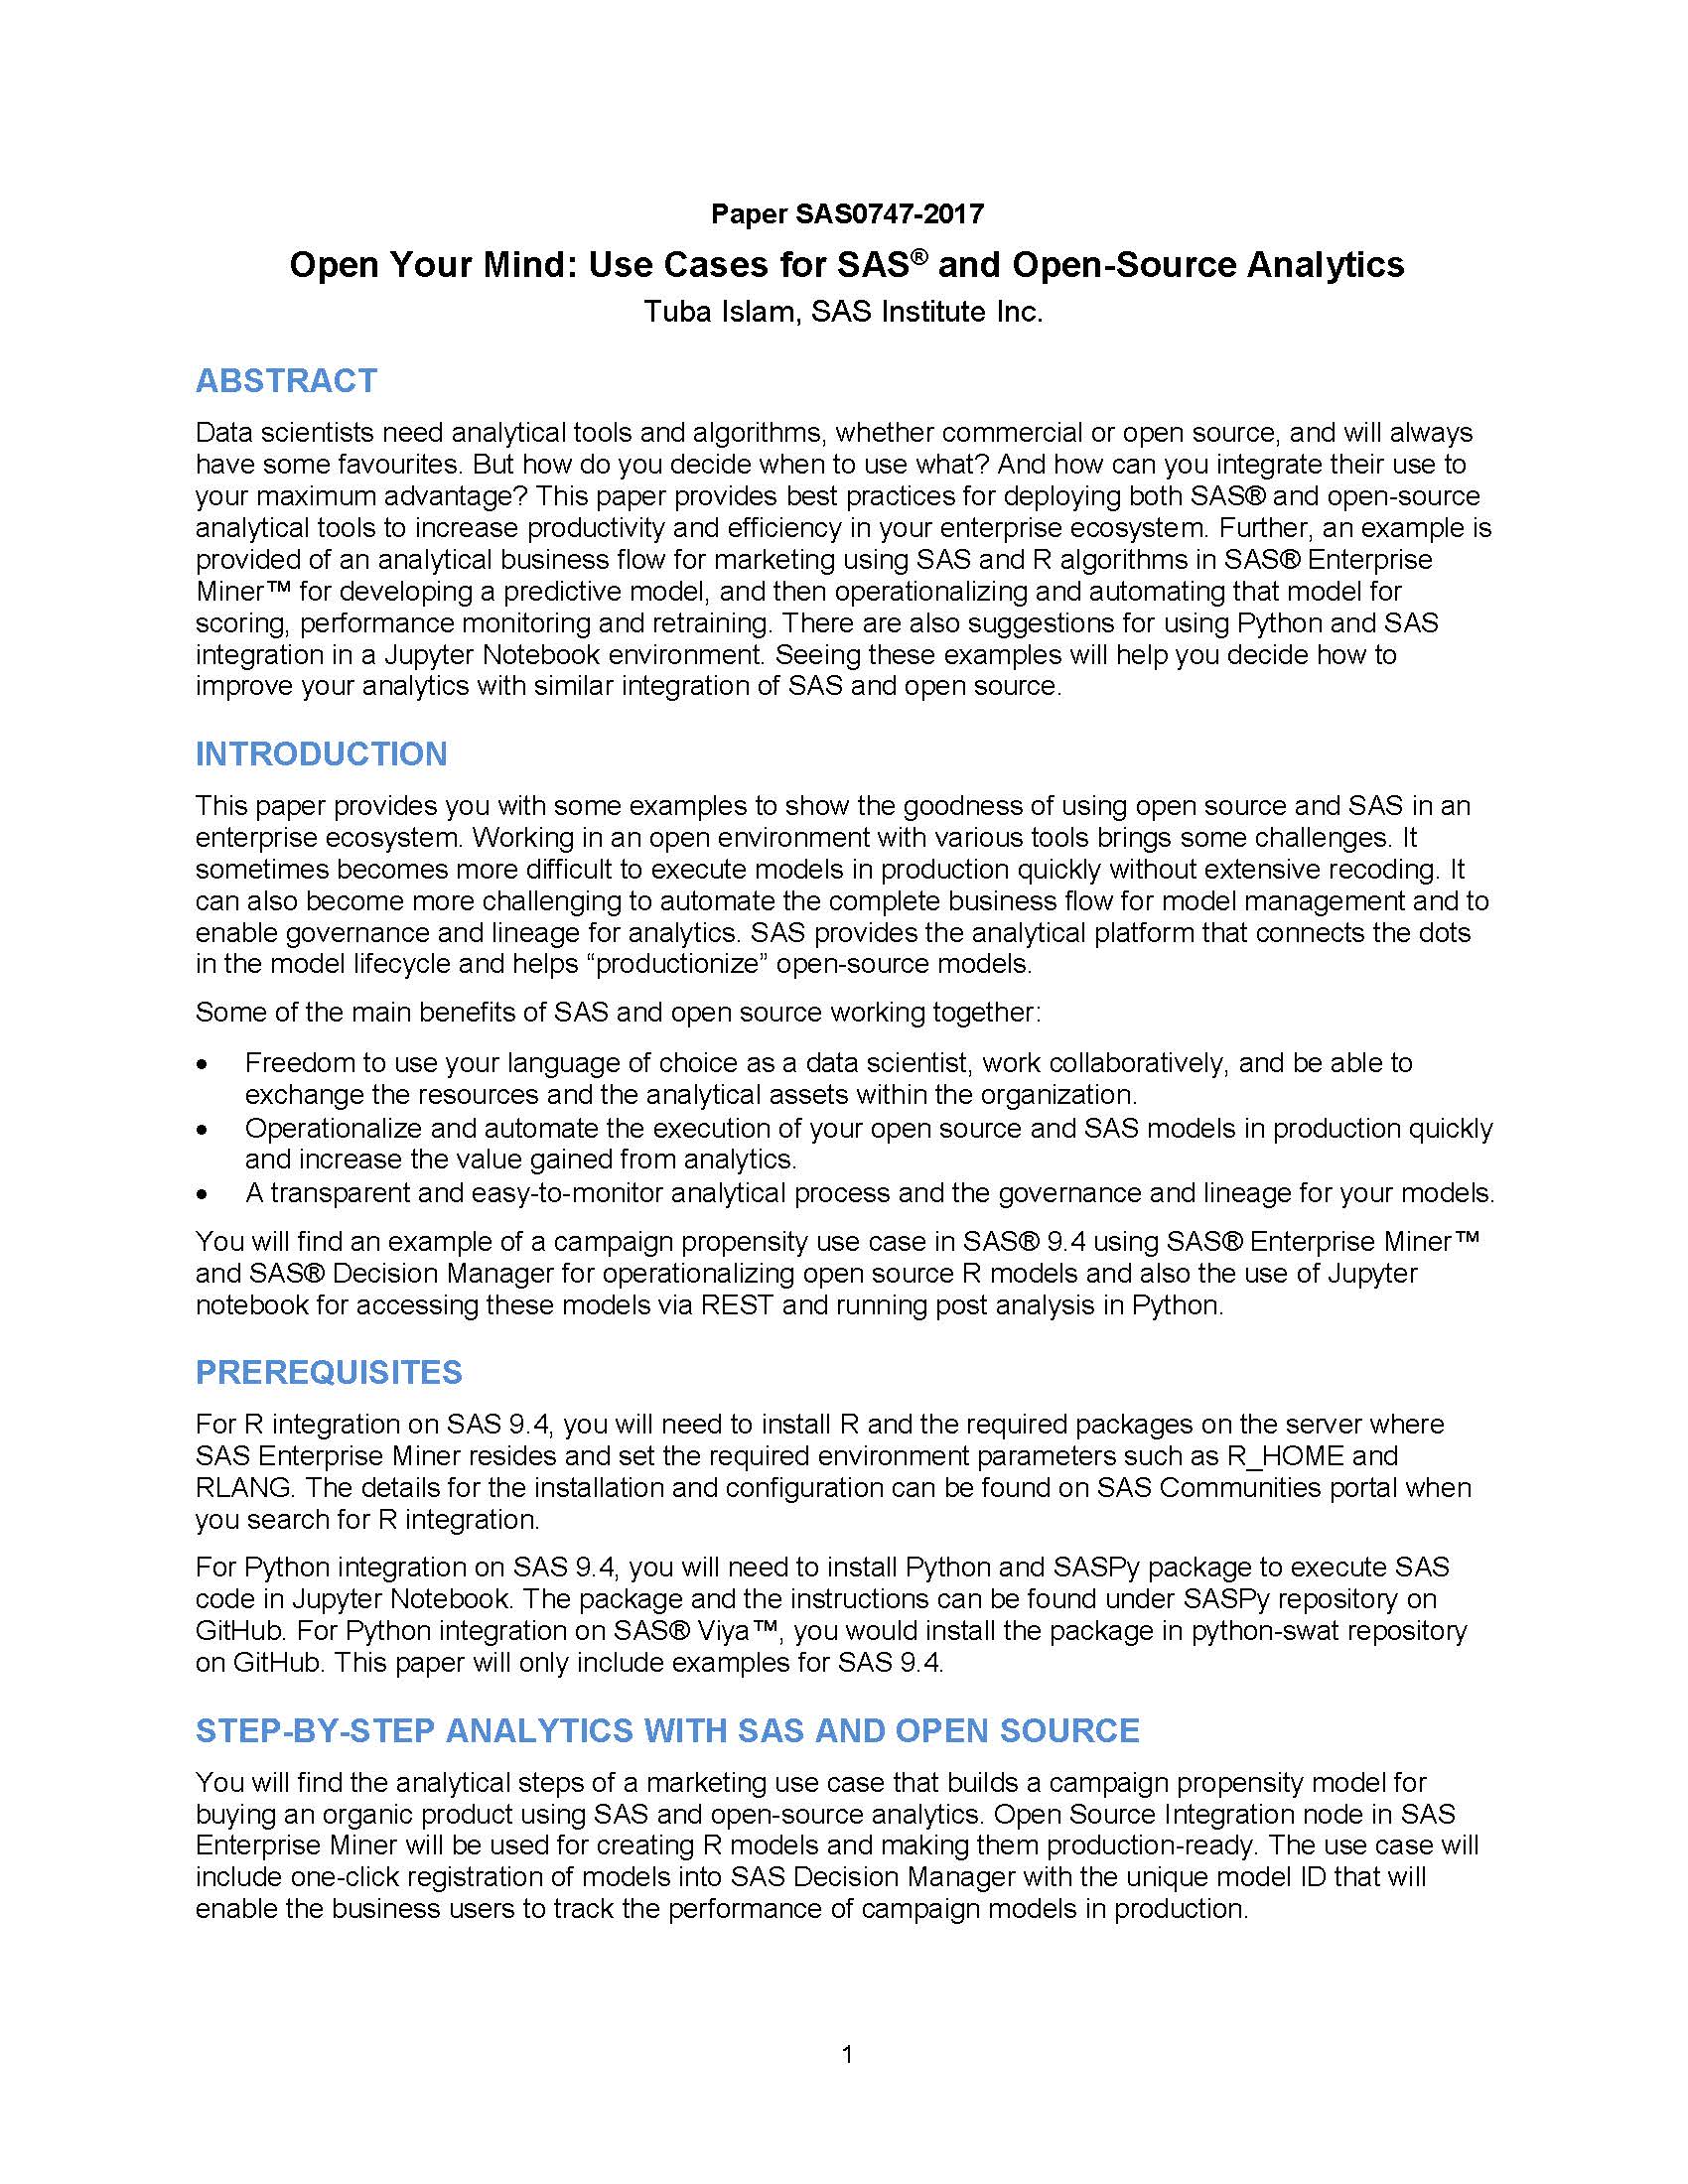 Paper SAS0747-2017
Open Your Mind: Use Cases for SAS® and Open-Source Analytics
Tuba Islam, SAS Institute Inc.
ABSTRACT
Data scientists need analytical tools and algorithms, whether commercial or open source, and will always
have some favourites. But how do you decide when to use what? And how can you integrate their use to
your maximum advantage? This paper provides best practices for deploying both SAS® and open-source
analytical tools to increase productivity and efficiency in your enterprise ecosystem. Further, an example is
provided of an analytical business flow for marketing using SAS and R algorithms in SAS® Enterprise
Miner™ for developing a predictive model, and then operationalizing and automating that model for
scoring, performance monitoring and retraining. There are also suggestions for using Python and SAS
integration in a Jupyter Notebook environment. Seeing these examples will help you decide how to
improve your analytics with similar integration of SAS and open source.
INTRODUCTION
This paper provides you with some examples to show the goodness of using open source and SAS in an
enterprise ecosystem. Working in an open environment with various tools brings some challenges. It
sometimes becomes more difficult to execute models in production quickly without extensive recoding. It
can also become more challenging to automate the complete business flow for model management and to
enable governance and lineage for analytics. SAS provides the analytical platform that connects the dots
in the model lifecycle and helps “productionize” open-source models.
Some of the main benefits of SAS and open source working together:
• Freedom to use your language of choice as a data scientist, work collaboratively, and be able to
exchange the resources and the analytical assets within the organization.
• Operationalize and automate the execution of your open source and SAS models in production quickly
and increase the value gained from analytics.
• A transparent and easy-to-monitor analytical process and the governance and lineage for your models.
You will find an example of a campaign propensity use case in SAS® 9.4 using SAS® Enterprise Miner™
and SAS® Decision Manager for operationalizing open source R models and also the use of Jupyter
notebook for accessing these models via REST and running post analysis in Python.
PREREQUISITES
For R integration on SAS 9.4, you will need to install R and the required packages on the server where
SAS Enterprise Miner resides and set the required environment parameters such as R_HOME and
RLANG. The details for the installation and configuration can be found on SAS Communities portal when
you search for R integration.
For Python integration on SAS 9.4, you will need to install Python and SASPy package to execute SAS
code in Jupyter Notebook. The package and the instructions can be found under SASPy repository on
GitHub. For Python integration on SAS® Viya™, you would install the package in python-swat repository
on GitHub. This paper will only include examples for SAS 9.4.
STEP-BY-STEP ANALYTICS WITH SAS AND OPEN SOURCE
You will find the analytical steps of a marketing use case that builds a campaign propensity model for
buying an organic product using SAS and open-source analytics. Open Source Integration node in SAS
Enterprise Miner will be used for creating R models and making them production-ready. The use case will
include one-click registration of models into SAS Decision Manager with the unique model ID that will
enable the business users to track the performance of campaign models in production.
1